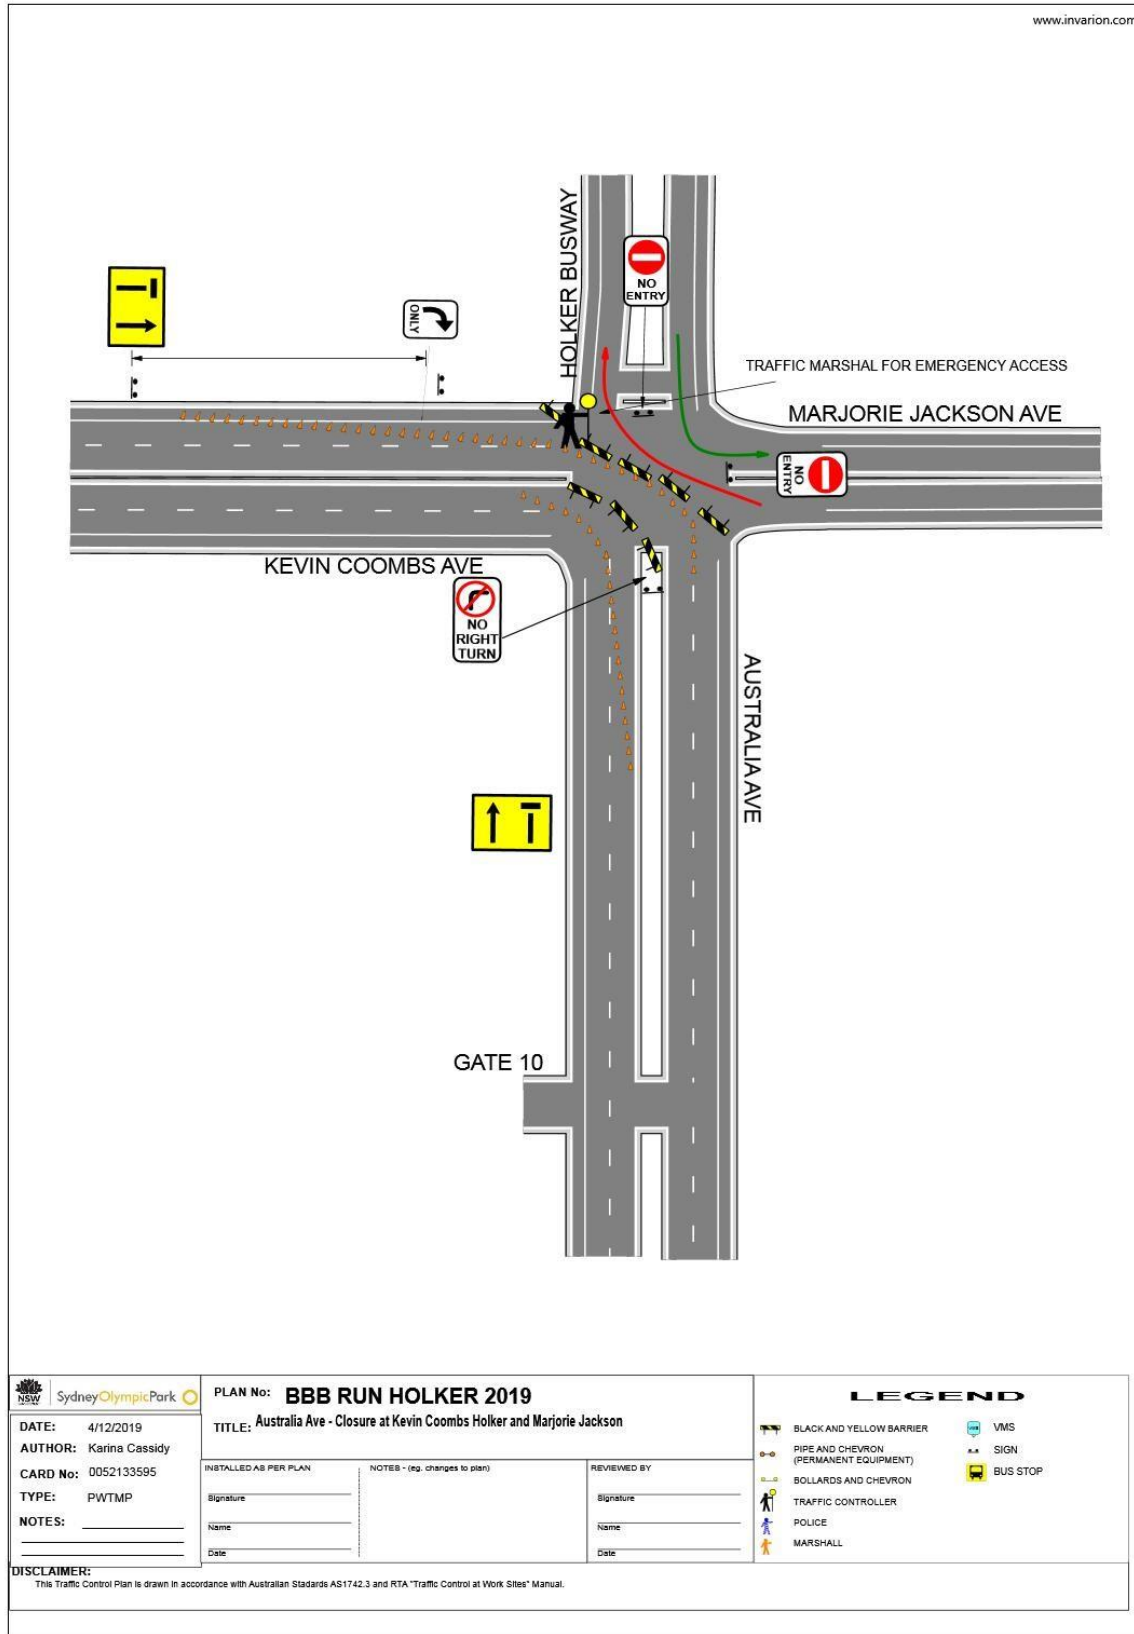 www.invarion.com
HOLKER BUSWAY
NO
ENTRY
ONLY
TRAFFIC MARSHAL FOR EMERGENCY ACCESS
MARJORIE JACKSON AVE
NO
ENTRY
KEVIN COOMBS AVE
NO
RIGHT
TURN
AUSTRALIA AVE
GATE 10
NSW
SydneyOlympicPark
PLAN No: BBB RUN HOLKER 2019
TITLE: Australia Ave - Closure at Kevin Coombs Holker and Marjorie Jackson
DATE: 4/12/2019
AUTHOR: Karina Cassidy
CARD No: 0052133595
TYPE: PWTMP
NOTES:
INSTALLED AS PER PLAN
Signature
Name
Date
NOTES - (eg. changes to plan)
REVIEWED BY
Signature
Name
Date
LEGEND
BLACK AND YELLOW BARRIER
PIPE AND CHEVRON
(PERMANENT EQUIPMENT)
BOLLARDS AND CHEVRON
TRAFFIC CONTROLLER
POLICE
MARSHALL
VMS
SIGN
BUS STOP
DISCLAIMER:
This Traffic Control Plan is drawn in accordance with Australian Stadards AS1742.3 and RTA "Traffic Control at Work Sites" Manual.